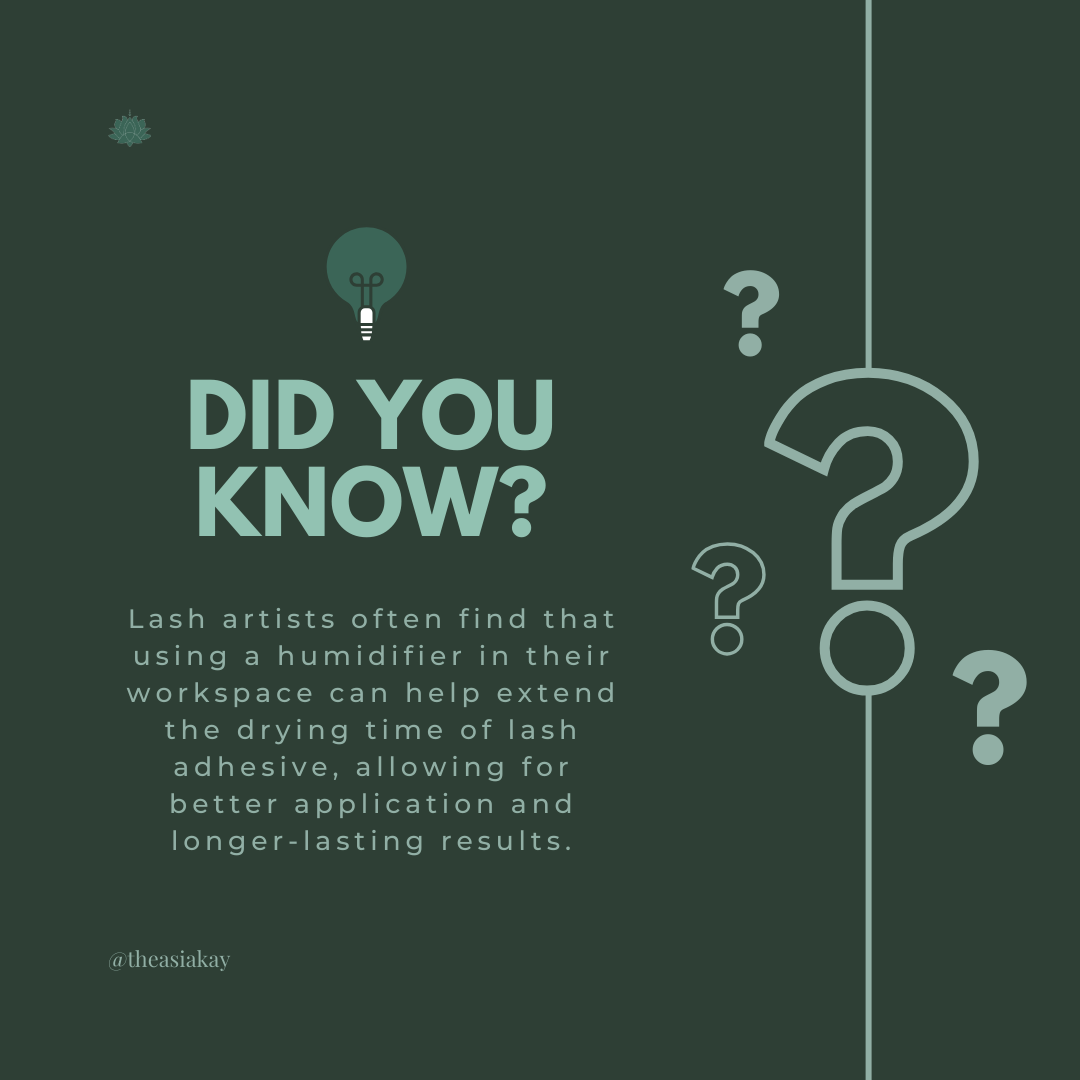 DID YOU
KNOW?
Lash artists often find that
using a humidifier in their
workspace can help extend
the drying time of lash
adhesive, allowing for
better application and
longer-lasting results.
@theasiakay
?
?
?
?